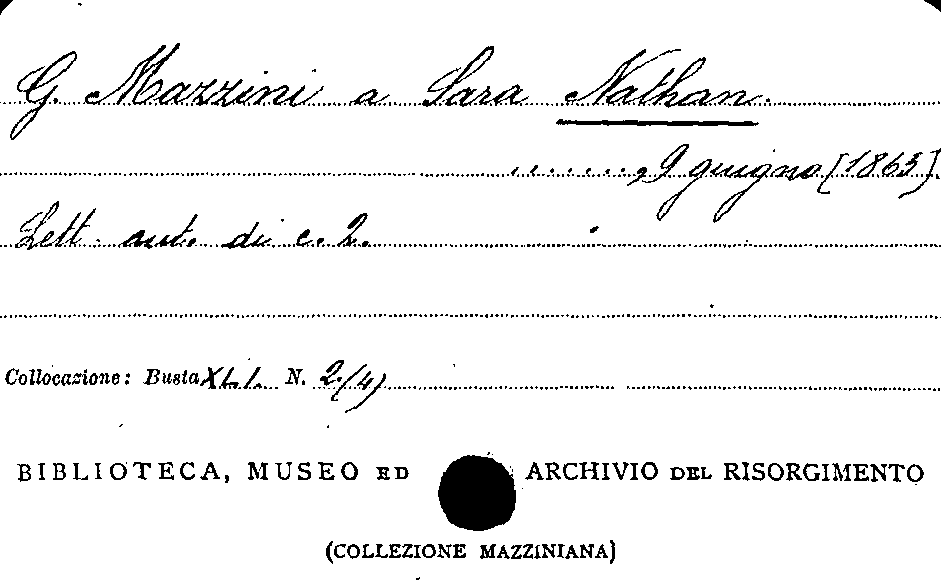 G. Mazzini a Sara Nathan.
........, 9 giugno [1865].
Lett. aut. di c. 2.
Collocazione: Busta XLI. N. 2/(4)
BIBLIOTECA, MUSEO ED ARCHIVIO DEL RISORGIMENTO
(COLLEZIONE MAZZINIANA)